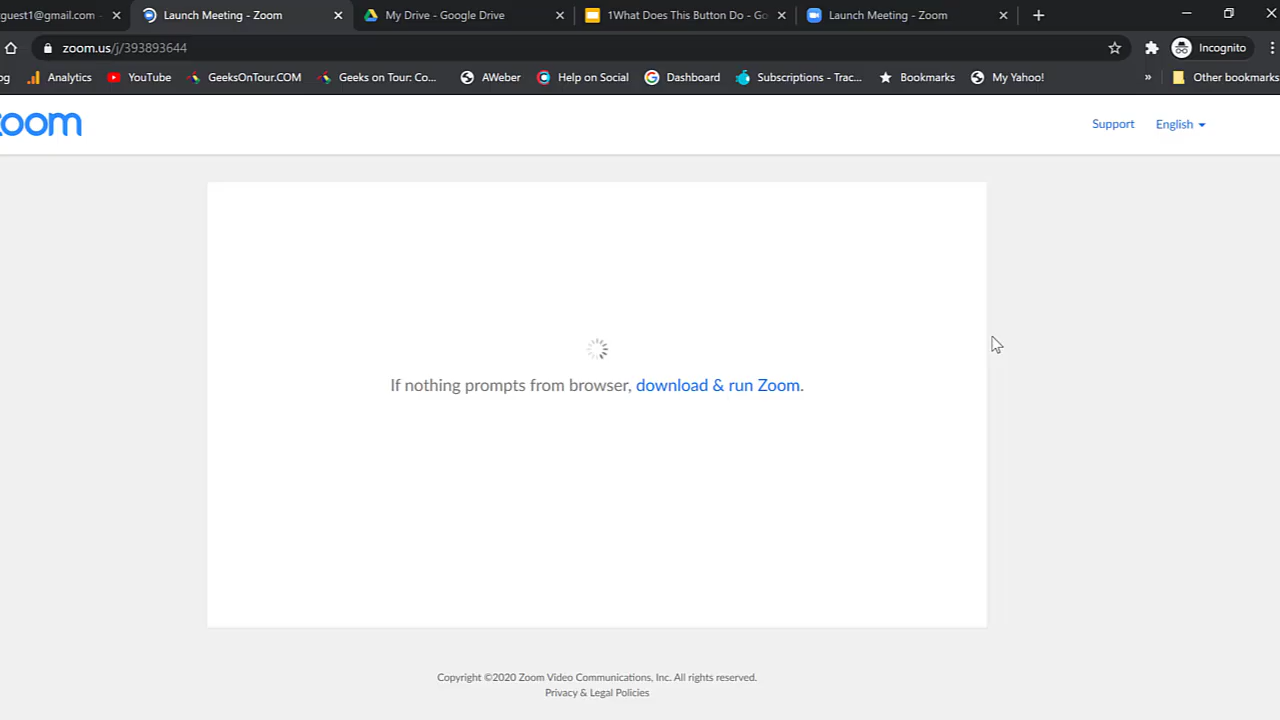 guest1@gmail.com -
Launch Meeting - Zoom
My Drive - Google Drive
1What Does This Button Do - Go
Launch Meeting - Zoom
zoom.us/j/393893644
Incognito
og
Analytics
YouTube
GeeksOnTour.COM
Geeks on Tour: Co...
AWeber
Help on Social
Dashboard
Subscriptions - Trac...
Bookmarks
My Yahoo!
»
Other bookmarks
zoom
Support
English
If nothing prompts from browser, download & run Zoom.
Copyright ©2020 Zoom Video Communications, Inc. All rights reserved.
Privacy & Legal Policies